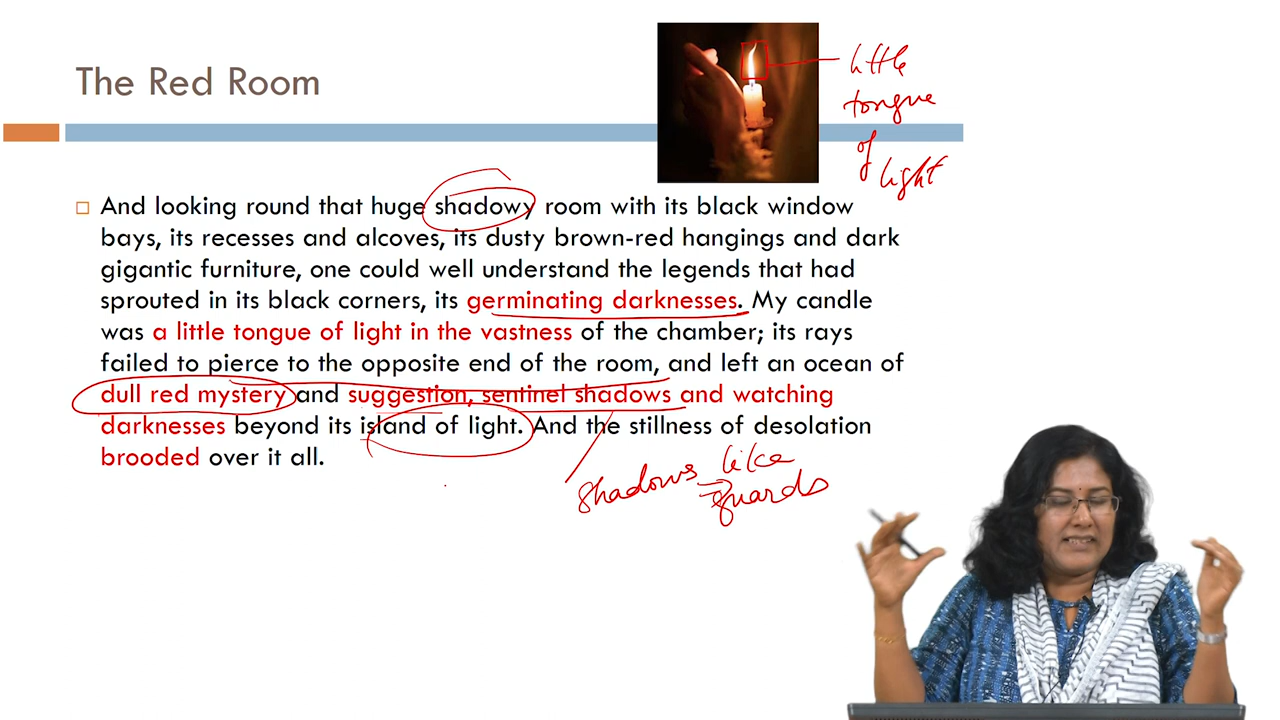 The Red Room
little
tongue
of
light
And looking round that huge shadowy room with its black window
bays, its recesses and alcoves, its dusty brown-red hangings and dark
gigantic furniture, one could well understand the legends that had
sprouted in its black corners, its germinating darknesses. My candle
was a little tongue of light in the vastness of the chamber; its rays
failed to pierce to the opposite end of the room, and left an ocean of
dull red mystery and suggestion, sentinel shadows and watching
darknesses beyond its island of light. And the stillness of desolation
brooded over it all.
shadows like
guards